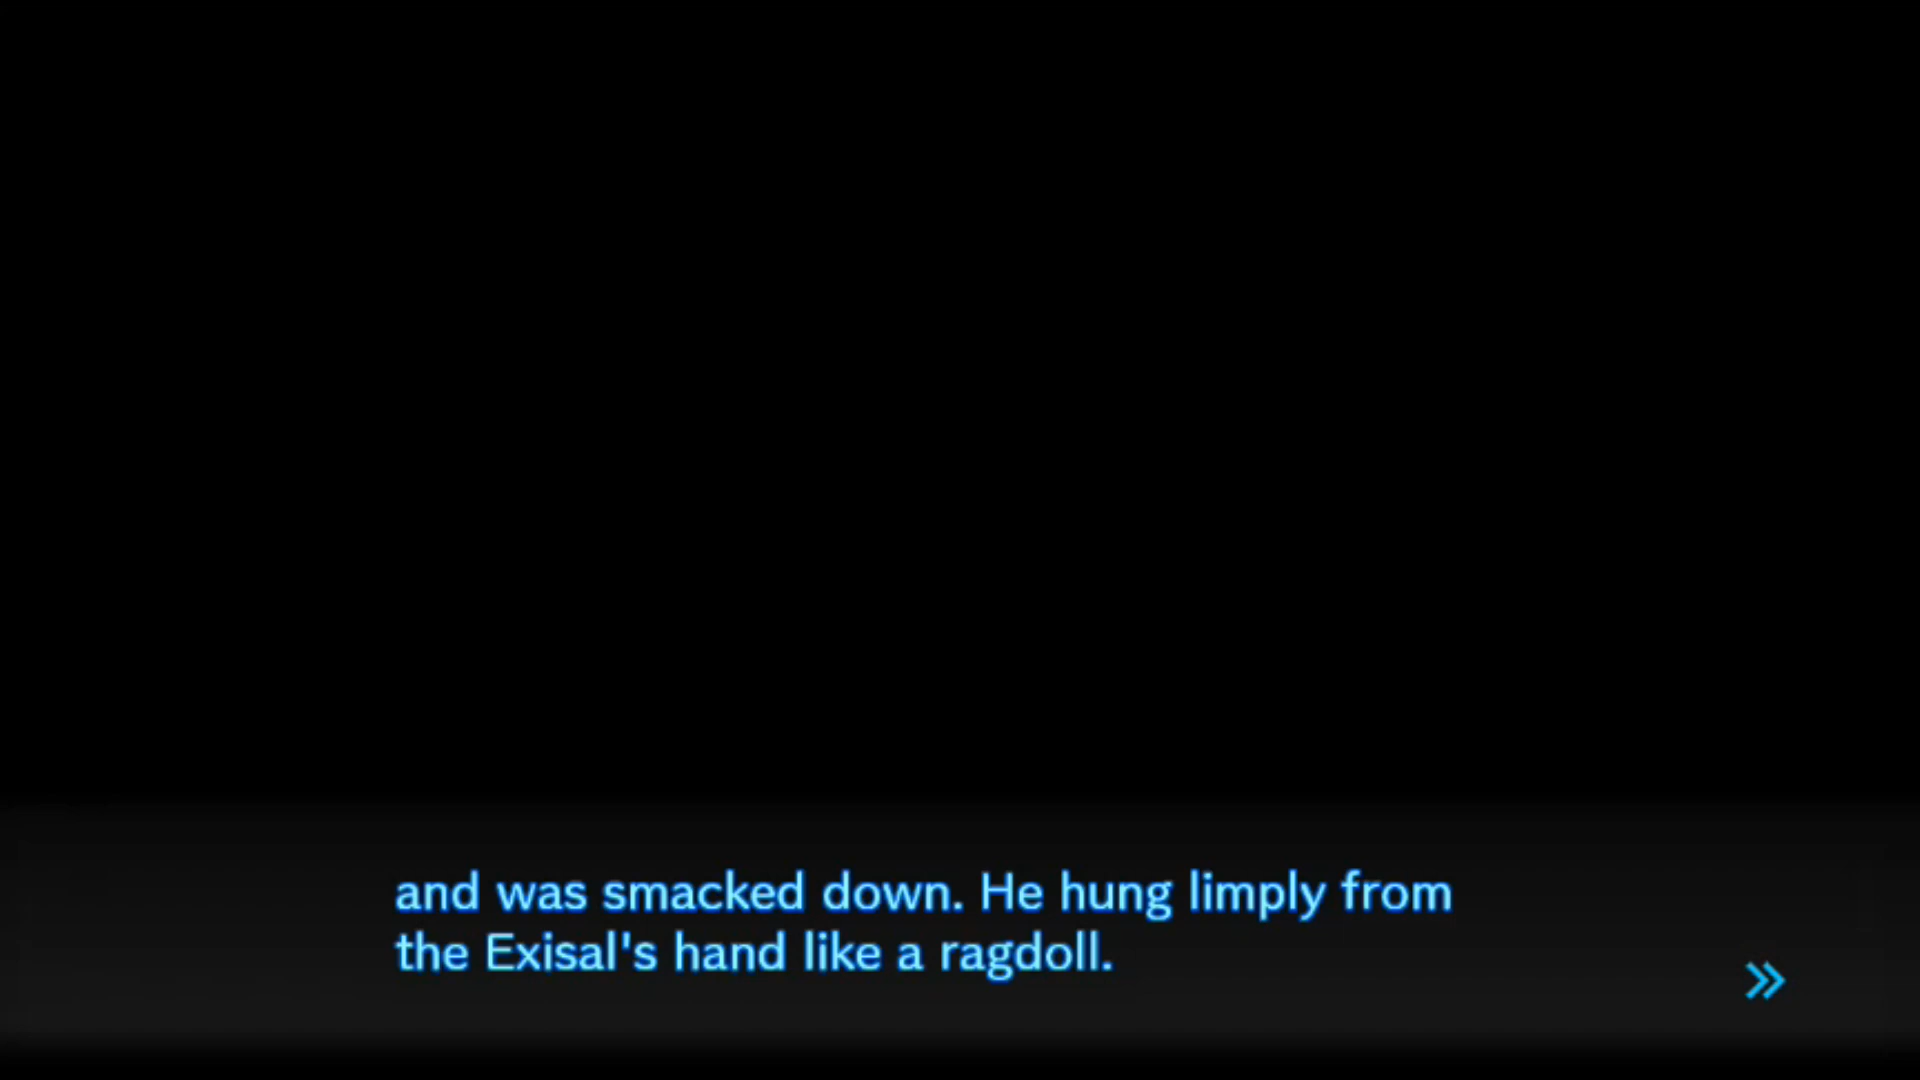 and was smacked down. He hung limply from
the Exisal's hand like a ragdoll.